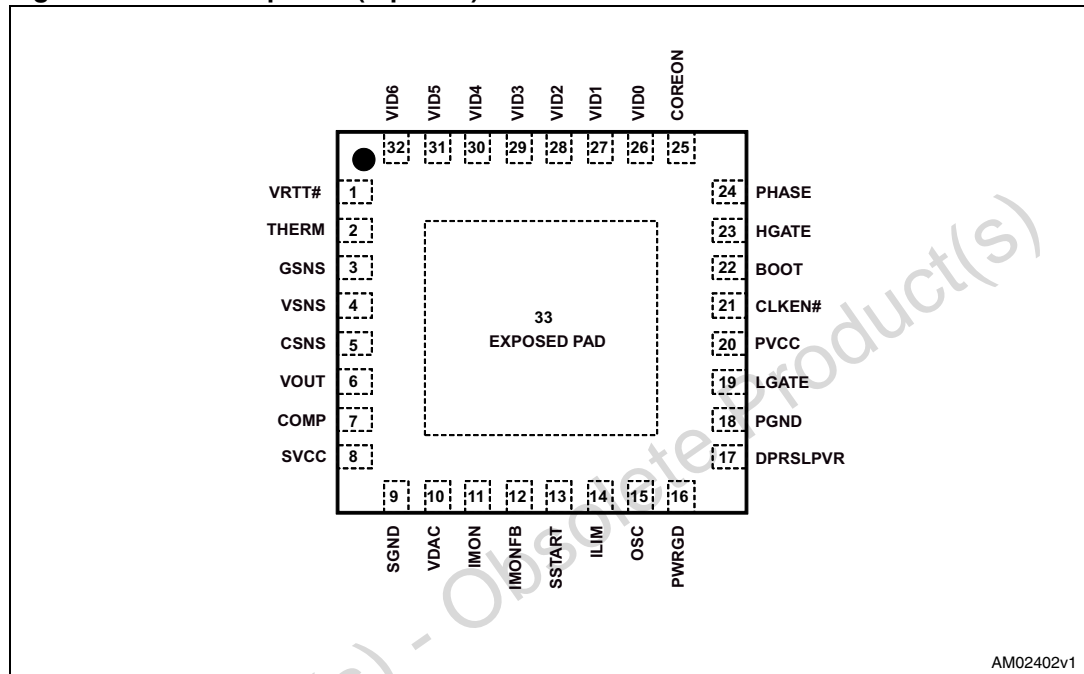 VID6
VID5
VID4
VID3
VID2
VID1
VID0
COREON
32
31
30
29
28
27
26
25
VRTT# 1
THERM 2
GSNS 3
VSNS 4
CSNS 5
VOUT 6
COMP 7
SVCC 8
33
EXPOSED PAD
24 PHASE
23 HGATE
22 BOOT
21 CLKEN#
20 PVCC
19 LGATE
18 PGND
17 DPRSLPVR
9
10
11
12
13
14
15
16
SGND
VDAC
IMON
IMONFB
SSTART
ILIM
OSC
PWRGD
(s) - Obsolete Product(s)
AM02402v1